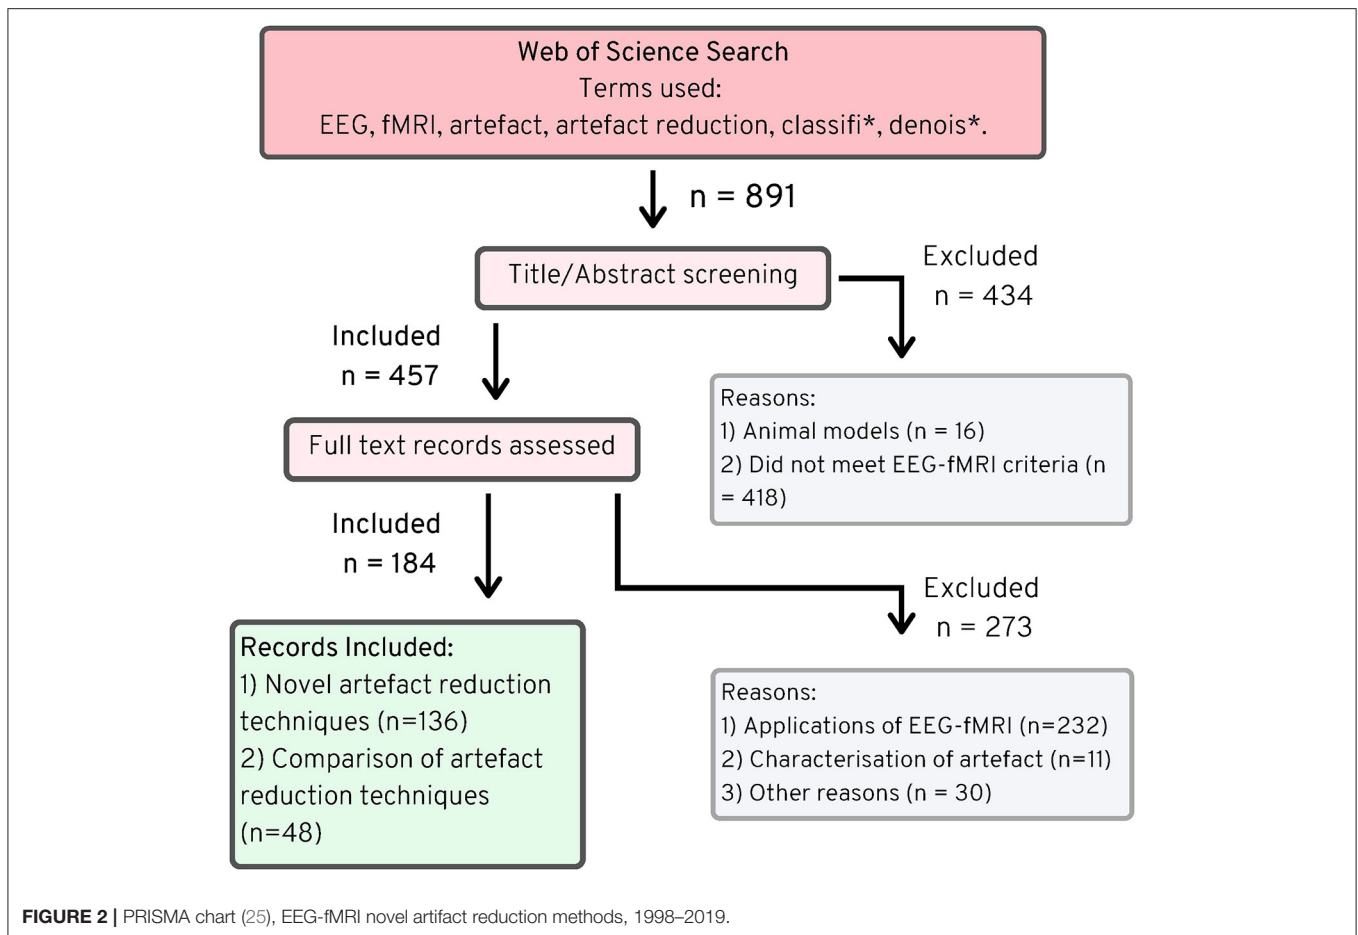 Web of Science Search
Terms used:
EEG, fMRI, artefact, artefact reduction, classifi*, denois*.
n = 891
Title/Abstract screening
Excluded
n = 434
Included
n = 457
Reasons:
1) Animal models (n = 16)
2) Did not meet EEG-fMRI criteria (n
= 418)
Full text records assessed
Included
n = 184
Excluded
n = 273
Records Included:
1) Novel artefact reduction
techniques (n=136)
2) Comparison of artefact
reduction techniques
(n=48)
Reasons:
1) Applications of EEG-fMRI (n=232)
2) Characterisation of artefact (n=11)
3) Other reasons (n = 30)
FIGURE 2 | PRISMA chart (25), EEG-fMRI novel artifact reduction methods, 1998–2019.